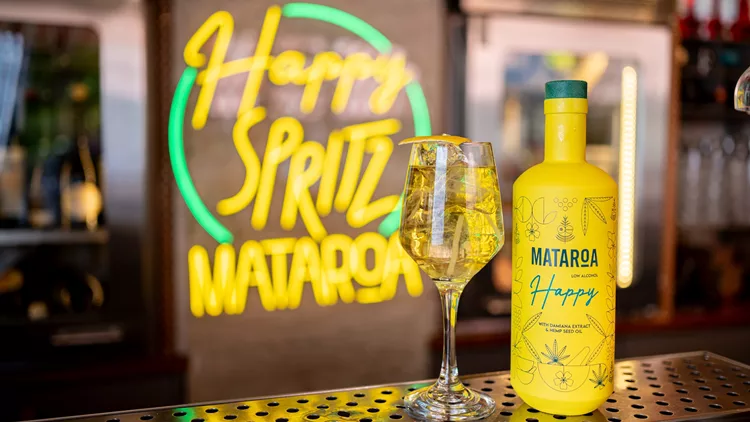 Happy
SPRITZ
MATAROA
MATAROA
LOW ALCOHOL
Happy
WITH DAMIANA EXTRACT
& HEMP SEED OIL